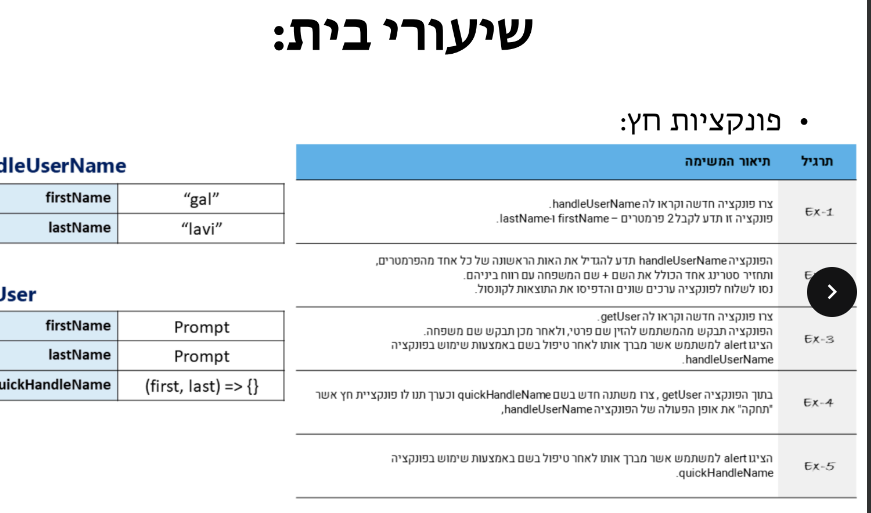 שיעורי בית:
• פונקציות חץ:
תרגיל תיאור המשימה
Ex-1
צרו פונקציה חדשה וקראו לה handleUserName.
פונקציה זו תדע לקבל 2 פרמטרים – firstName ו-lastName.
הפונקציה handleUserName תדע להגדיל את האות הראשונה של כל אחד מהפרמטרים,
ותחזיר סטרינג אחד הכולל את השם + שם המשפחה עם רווח ביניהם.
נסו לשלוח לפונקציה ערכים שונים והדפיסו את התוצאות לקונסול.
Ex-3
צרו פונקציה חדשה וקראו לה getUser.
הפונקציה תבקש מהמשתמש להזין שם פרטי, ולאחר מכן תבקש שם משפחה.
הציגו alert למשתמש אשר מברך אותו לאחר טיפול בשם באמצעות שימוש בפונקציה
handleUserName.
Ex-4
בתוך הפונקציה getUser , צרו משתנה חדש בשם quickHandleName וכערך תנו לו פונקציית חץ אשר
"תחקה" את אופן הפעולה של הפונקציה handleUserName,
Ex-5
הציגו alert למשתמש אשר מברך אותו לאחר טיפול בשם באמצעות שימוש בפונקציה
quickHandleName.
dleUserName
firstName “gal”
lastName “lavi”
User
firstName Prompt
lastName Prompt
uickHandleName (first, last) => {}